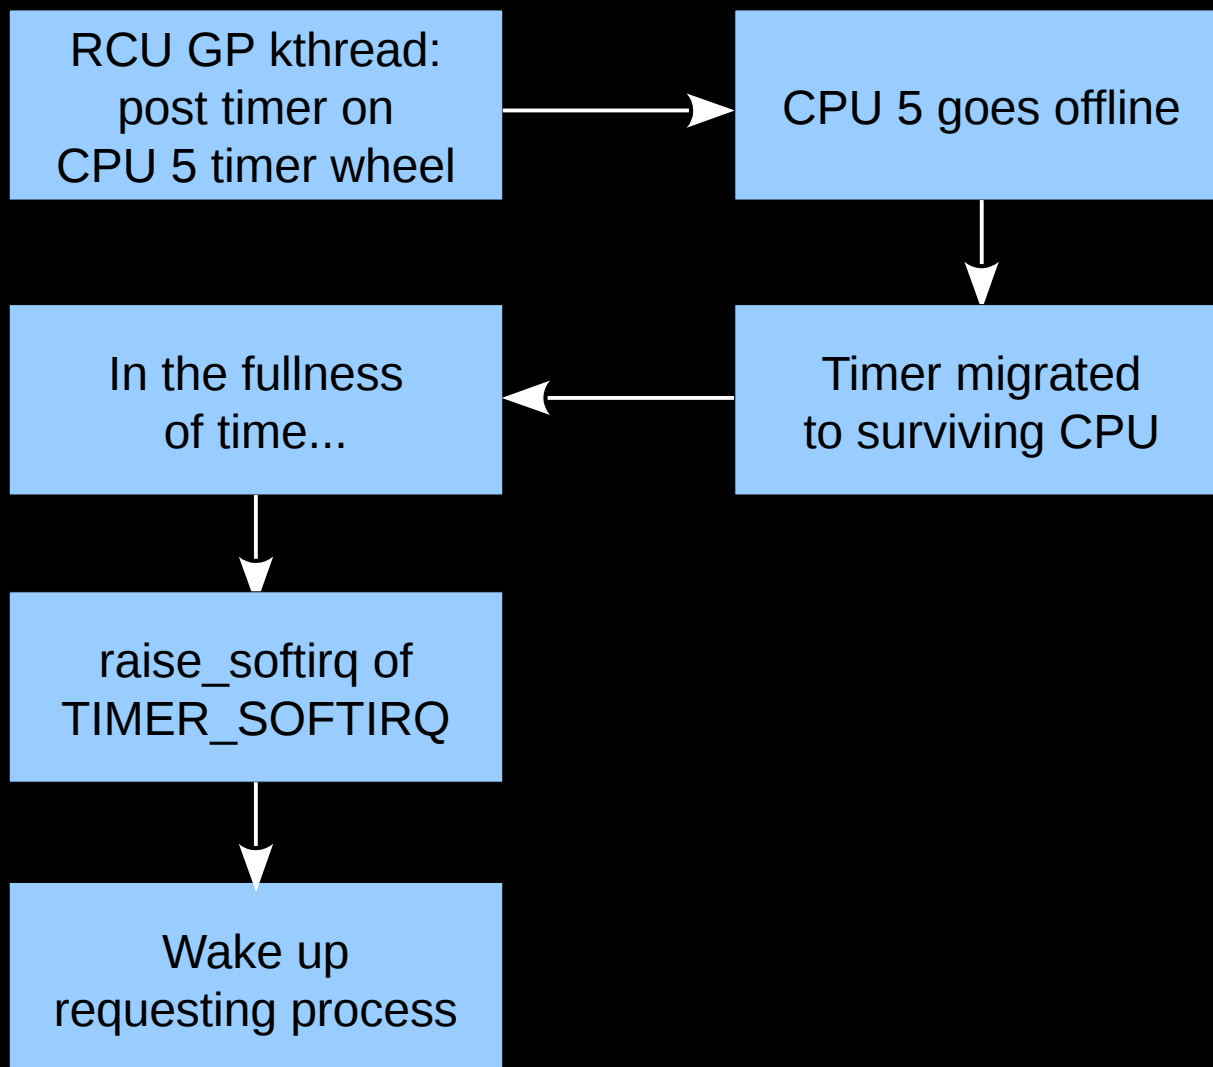 RCU GP kthread:
post timer on
CPU 5 timer wheel
CPU 5 goes offline
Timer migrated
to surviving CPU
In the fullness
of time...
raise_softirq of
TIMER_SOFTIRQ
Wake up
requesting process